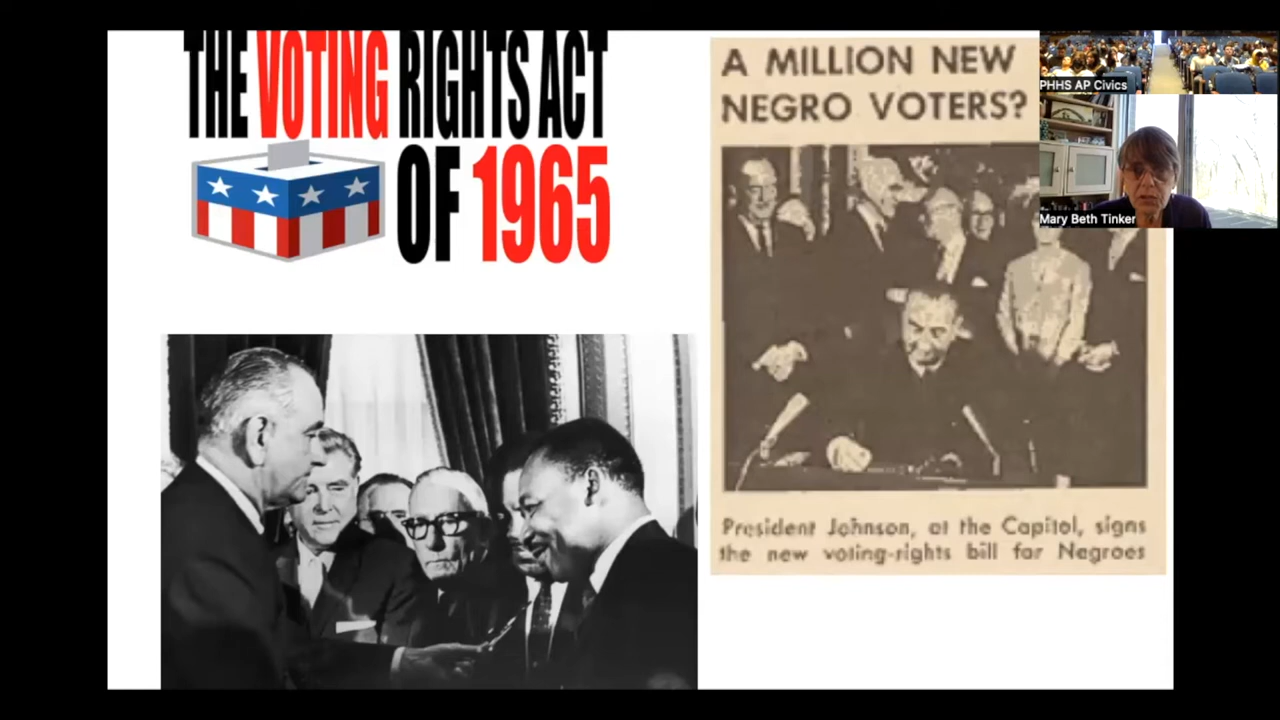 THE VOTING RIGHTS ACT
OF 1965
A MILLION NEW
NEGRO VOTERS?
President Johnson, at the Capitol, signs
the new voting-rights bill for Negroes
PHHS AP Civics
Mary Beth Tinker